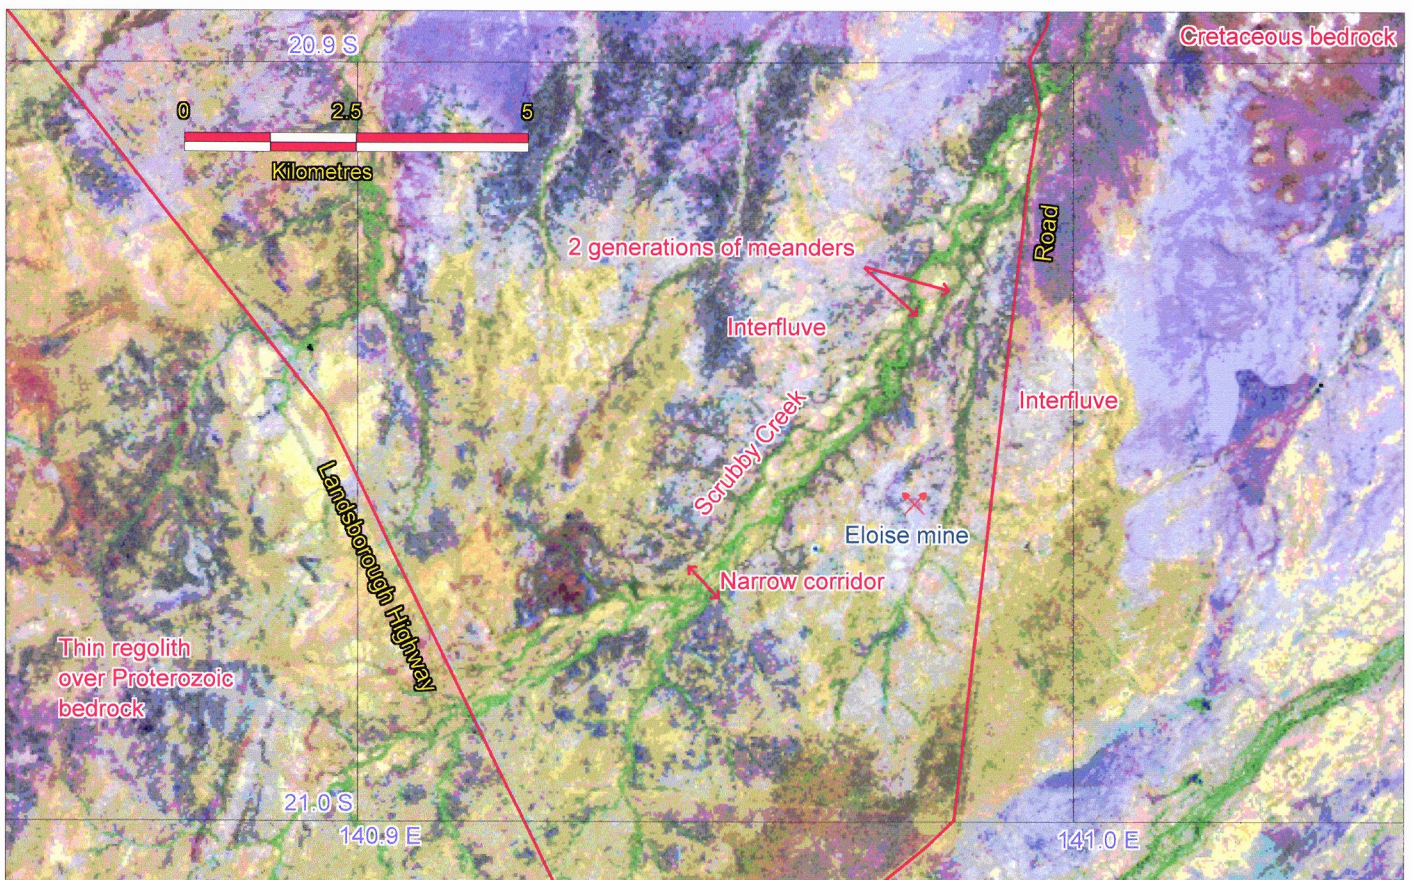 Cretaceous bedrock
20.9 S
0 2.5 5
Kilometres
Road
2 generations of meanders
Interfluve
Interfluve
Scrubby Creek
Eloise mine
Narrow corridor
Landsborough Highway
Thin regolith
over Proterozoic
bedrock
21.0 S
140.9 E
141.0 E